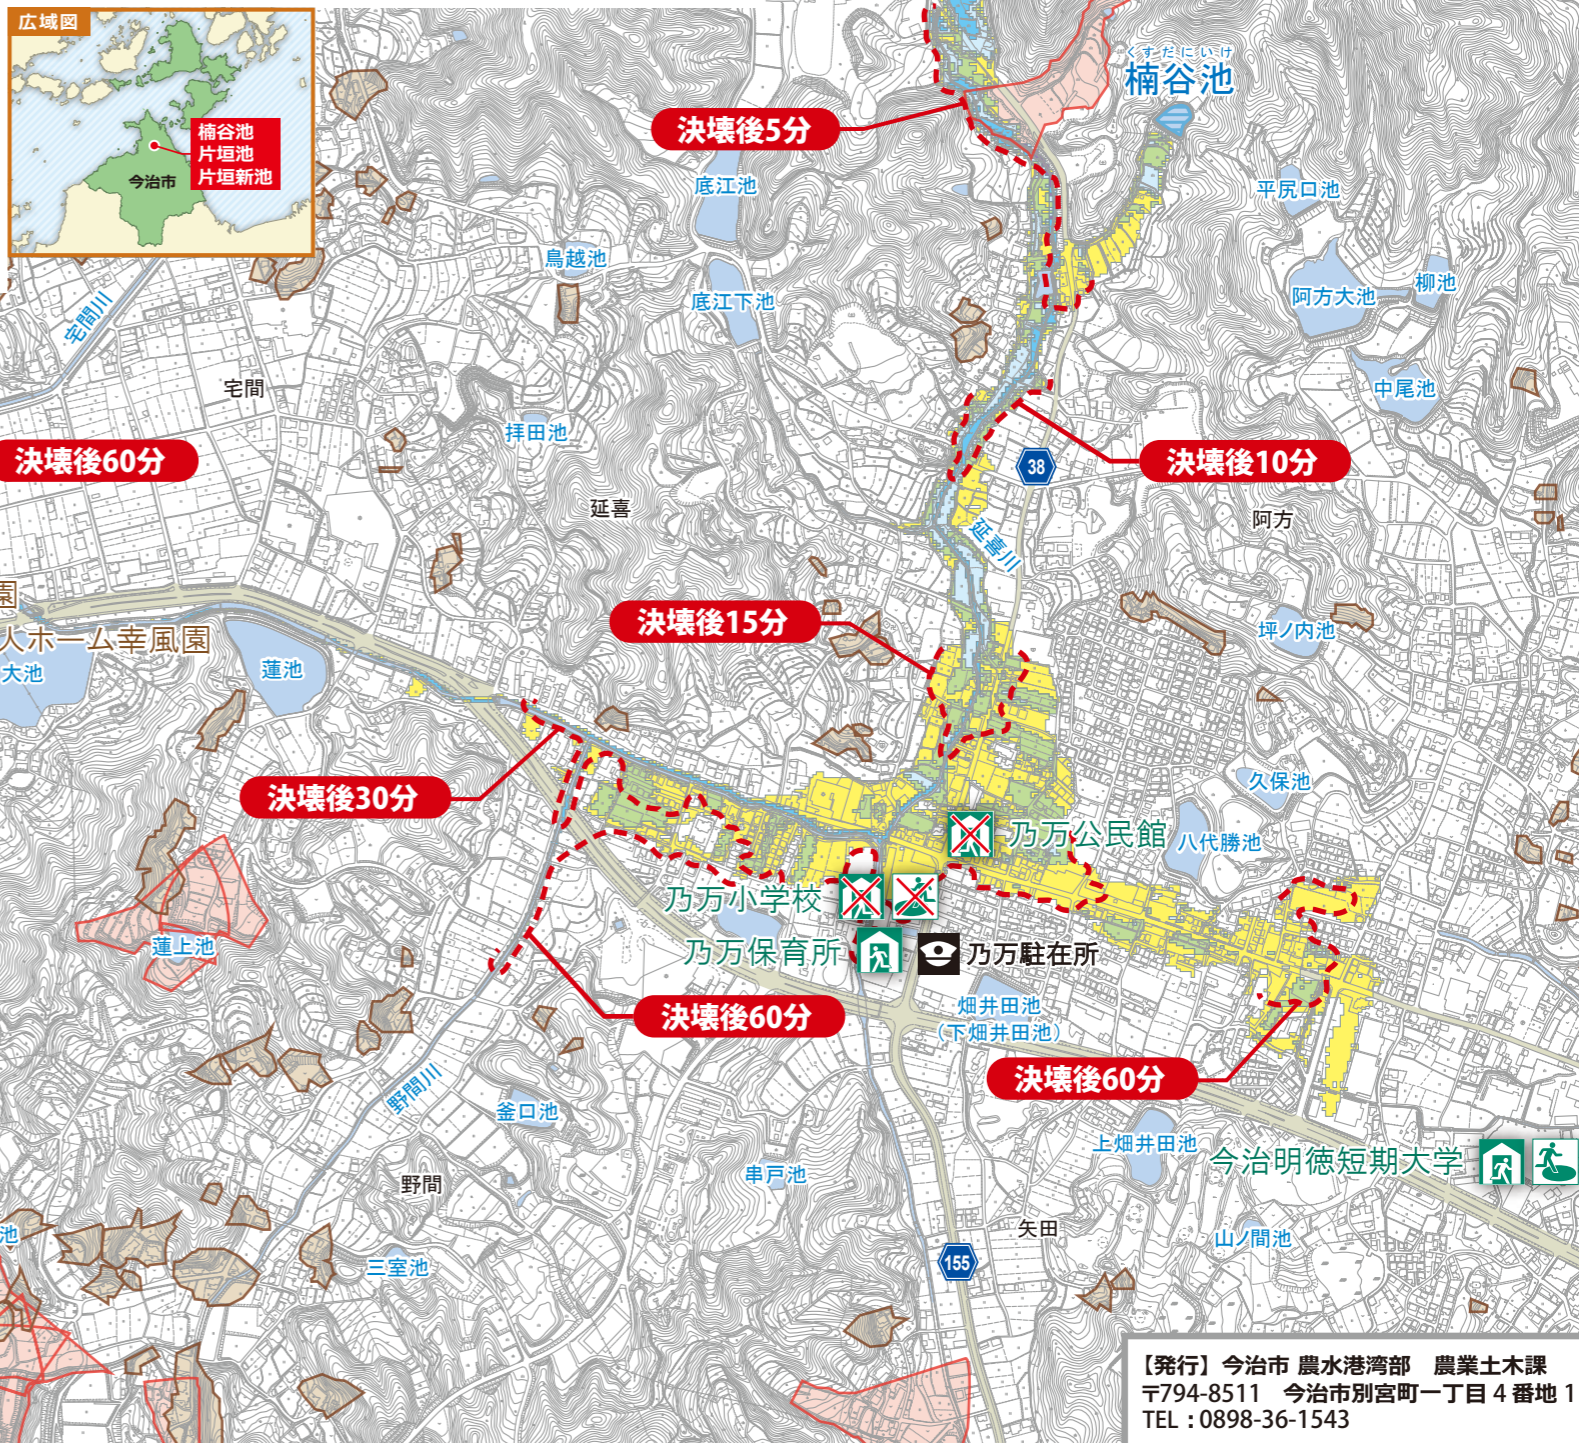 広域図
楠谷池
片垣池
片垣新池
今治市
くすだにいけ
楠谷池
決壊後5分
底江池
平尻口池
鳥越池
底江下池
阿方大池
柳池
宅間川
宅間
中尾池
拝田池
決壊後60分
決壊後10分
38
延喜
阿方
延喜川
園
決壊後15分
人ホーム幸風園
坪ノ内池
大池
蓮池
決壊後30分
久保池
乃万公民館
八代勝池
乃万小学校
蓮上池
乃万保育所
乃万駐在所
決壊後60分
畑井田池
（下畑井田池）
決壊後60分
野間川
釜口池
上畑井田池
今治明徳短期大学
串戸池
野間
矢田
池
山ノ間池
三室池
155
【発行】今治市 農水港湾部　農業土木課
〒794-8511　今治市別宮町一丁目 4 番地 1
TEL：0898-36-1543